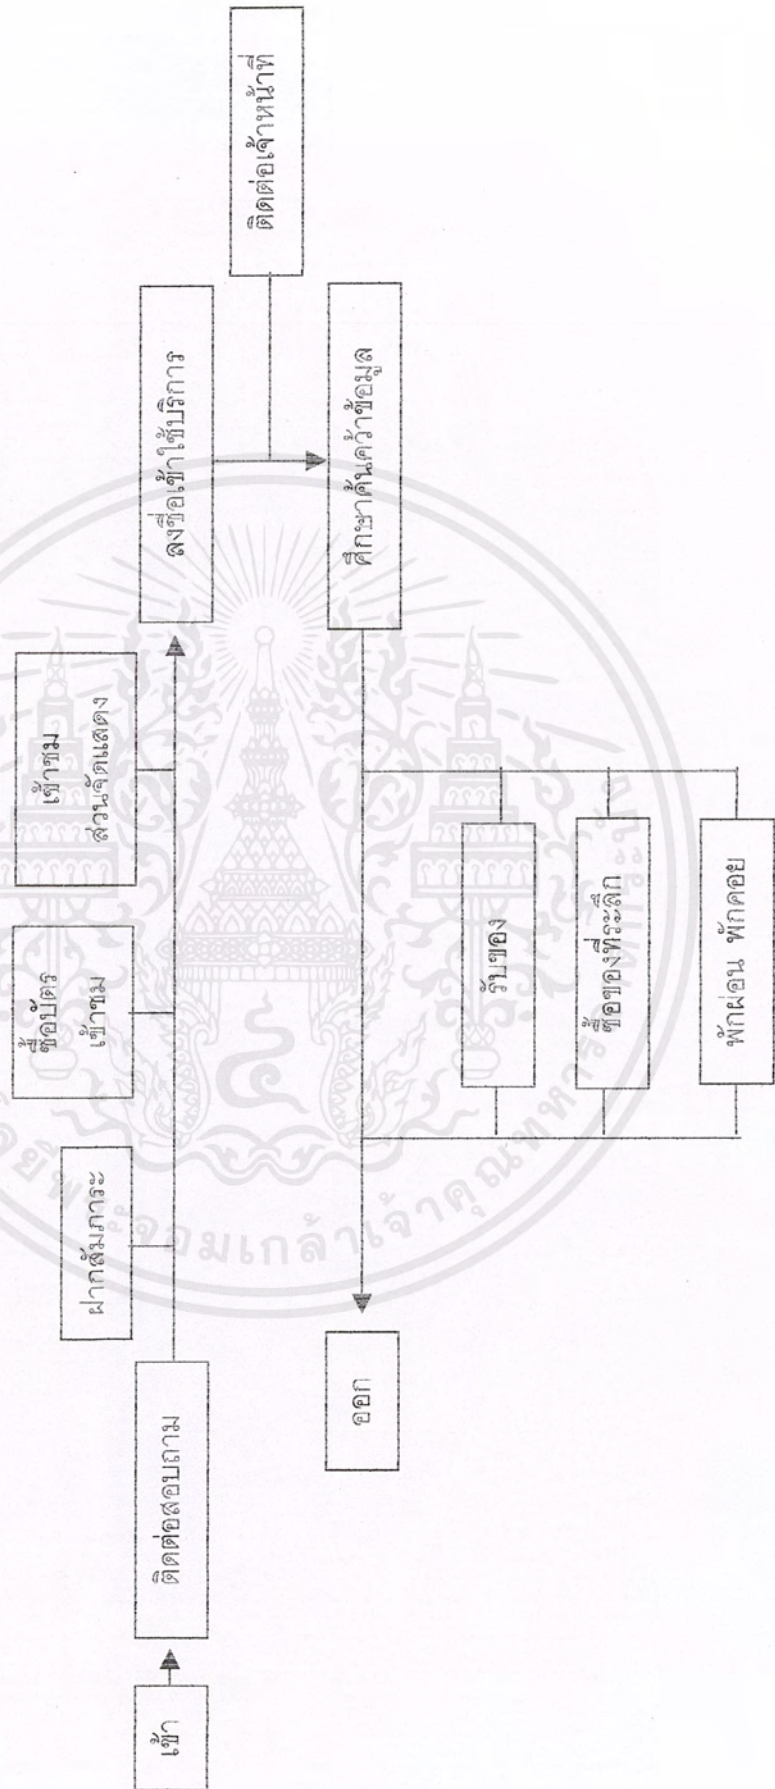 เข้า
ติดต่อสอบถาม
ฝากสัมภาระ
ซื้อบัตร
เข้าชม
เข้าชม
ส่วนจัดแสดง
ลงชื่อเข้าใช้บริการ
ติดต่อเจ้าหน้าที่
ศึกษาค้นคว้าข้อมูล
รับของ
ซื้อของที่ระลึก
พักผ่อน พักคอย
ออก